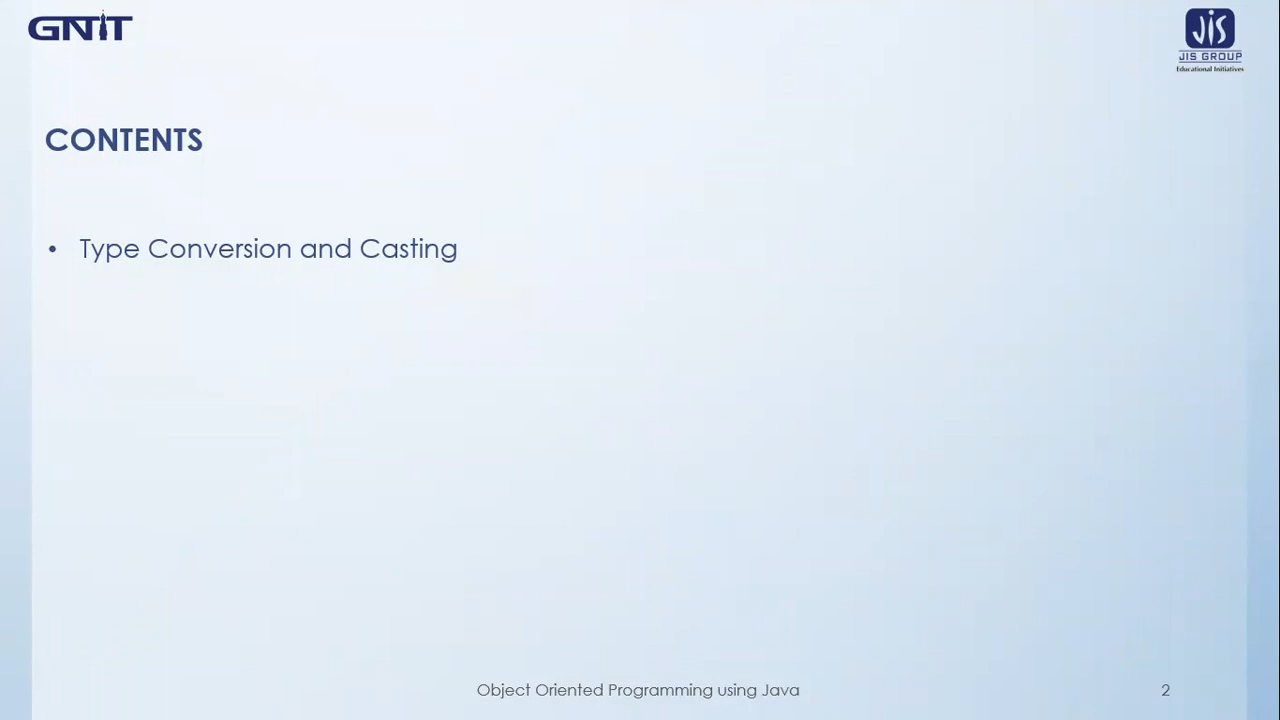 GNIT
JIS
JIS GROUP
Educational Initiatives
CONTENTS
• Type Conversion and Casting
Object Oriented Programming using Java
2